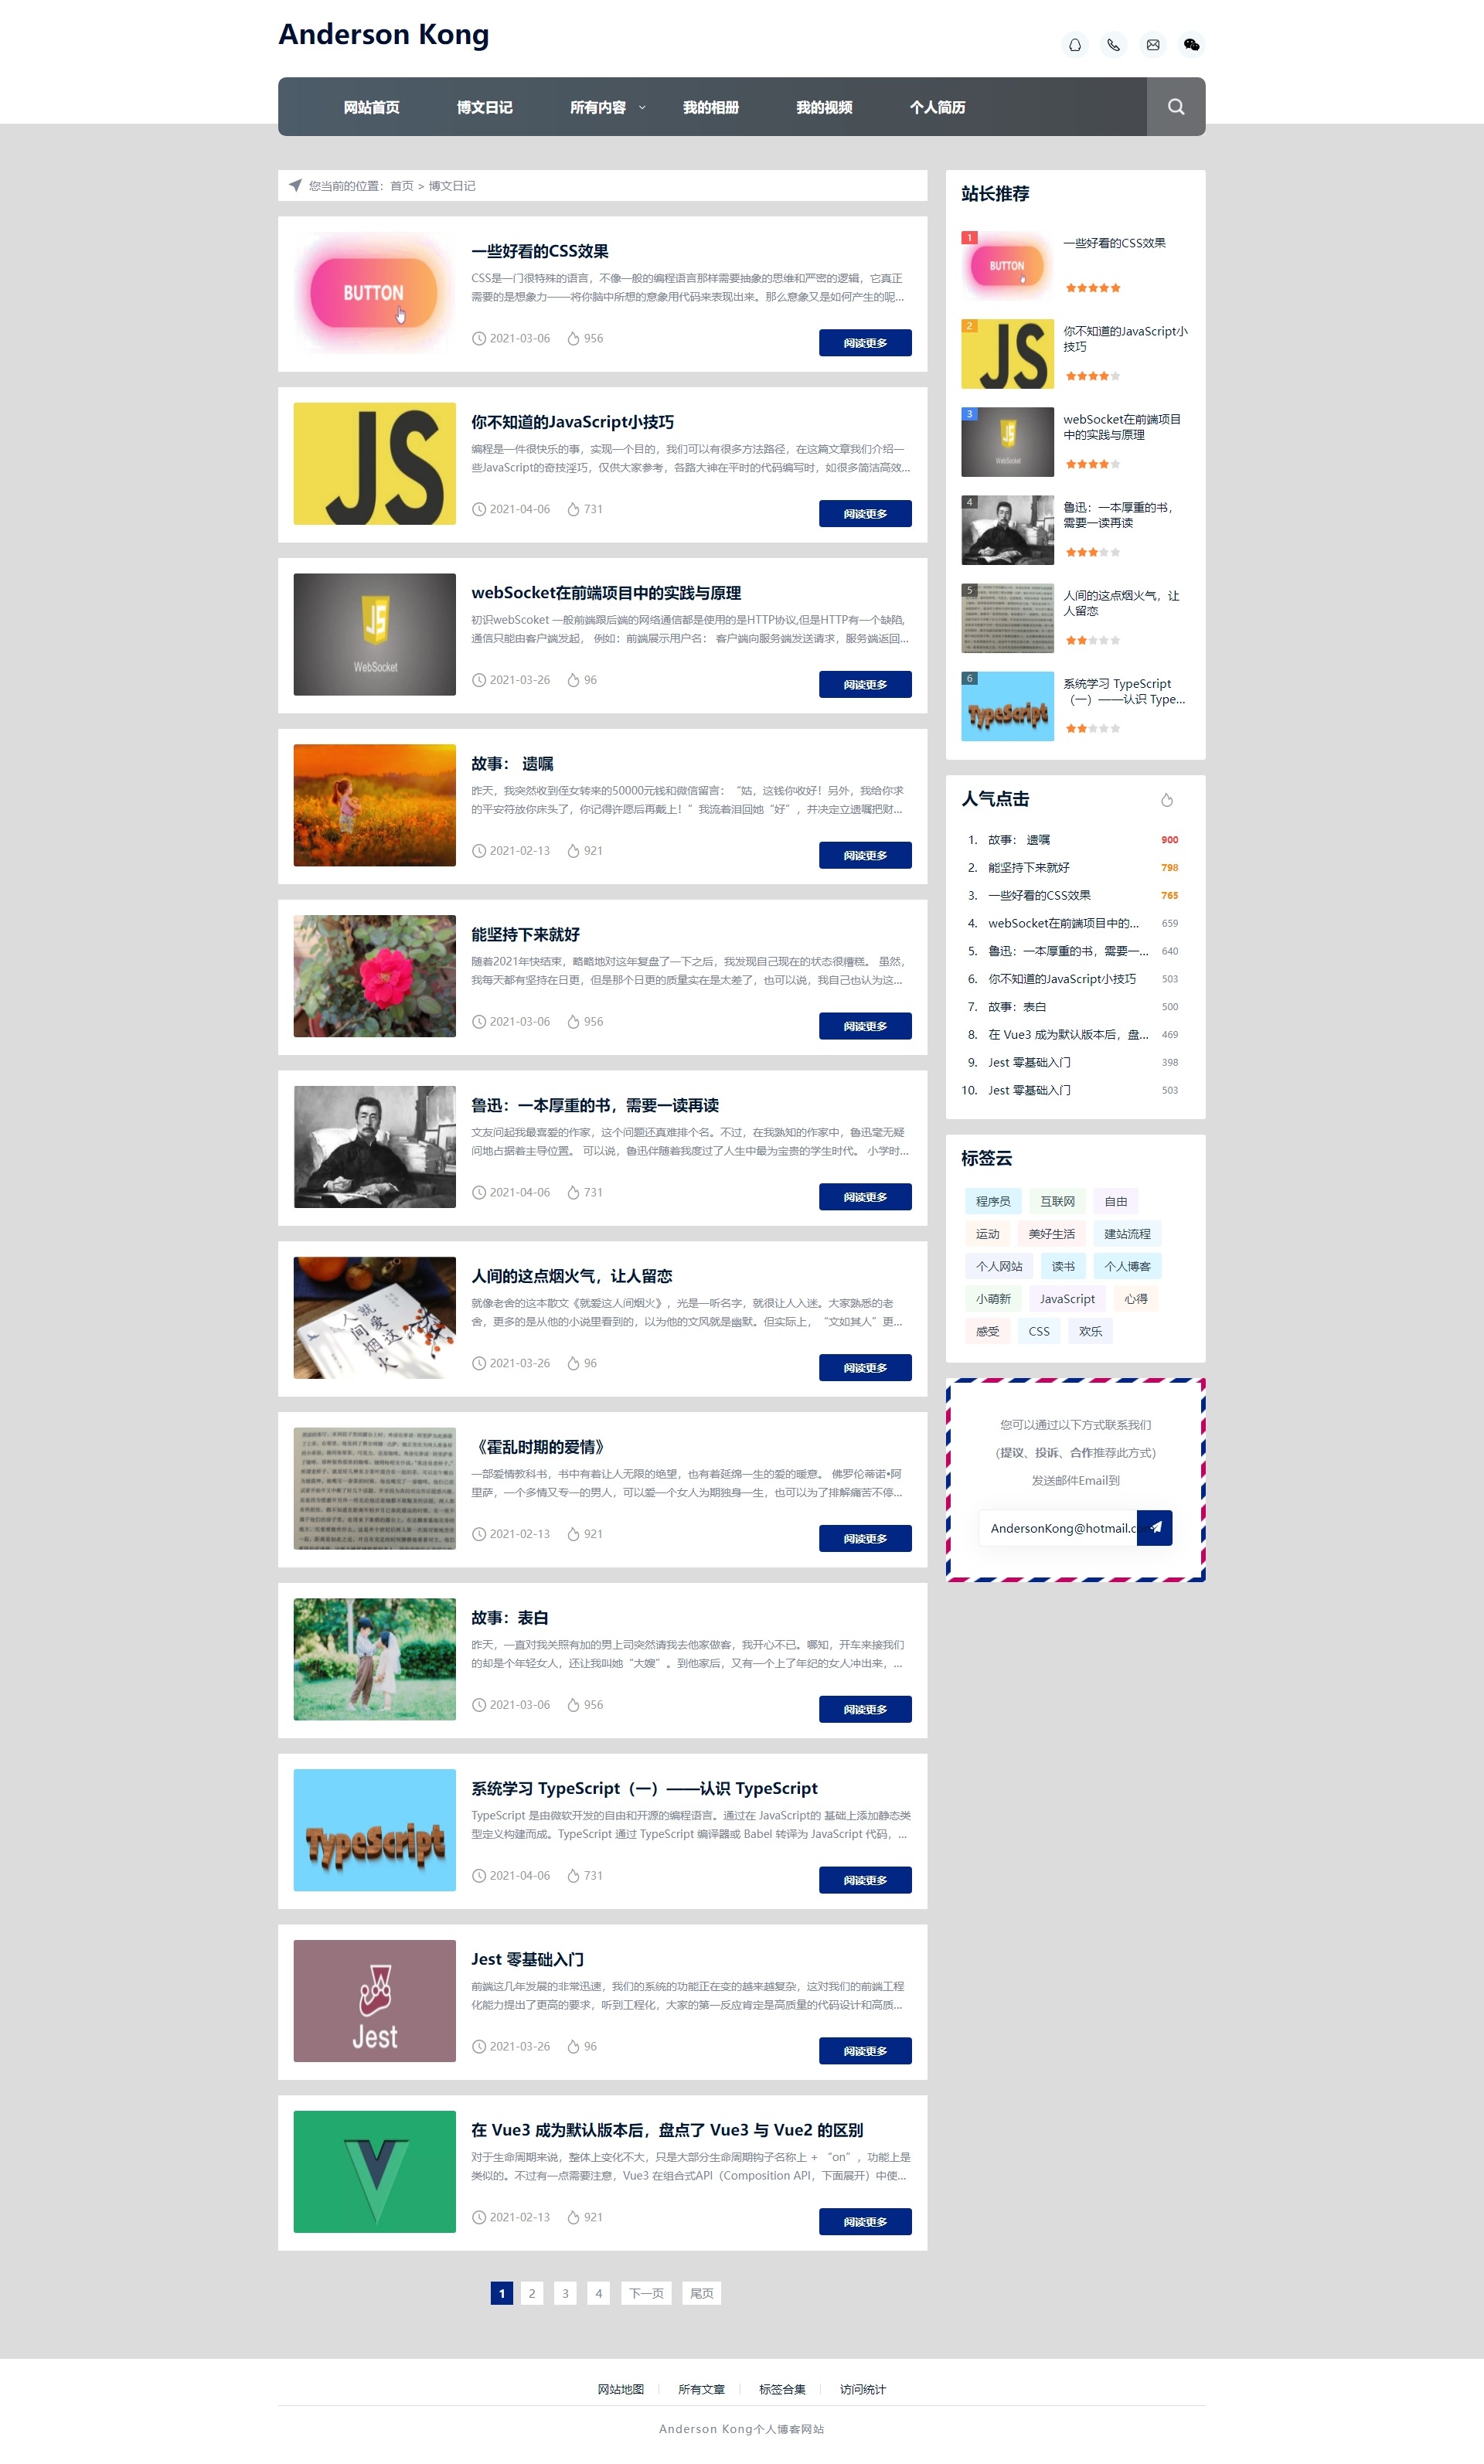 Anderson Kong
网站首页 博文日记 所有内容 我的相册 我的视频 个人简历
您当前的位置：首页 > 博文日记
BUTTON
一些好看的CSS效果
CSS是一门很特殊的语言，不像一般的编程语言那样需要抽象的思维和严密的逻辑，它真正
需要的是想象力——将你脑中所想的意象用代码来表现出来。那么意象又是如何产生的呢...
2021-03-06 956
阅读更多
JS
你不知道的JavaScript小技巧
编程是一件很快乐的事，实现一个目的，我们可以有很多方法路径，在这篇文章我们介绍一
些JavaScript的奇技淫巧，仅供大家参考，各路大神在平时的代码编写时，如很多简洁高效...
2021-04-06 731
阅读更多
JS
WebSocket
webSocket在前端项目中的实践与原理
初识webScoket 一般前端跟后端的网络通信都是使用的是HTTP协议,但是HTTP有一个缺陷,
通信只能由客户端发起， 例如：前端展示用户名： 客户端向服务端发送请求，服务端返回...
2021-03-26 96
阅读更多
故事： 遗嘱
昨天，我突然收到侄女转来的50000元钱和微信留言：“姑，这钱你收好！另外，我给你求
的平安符放你床头了，你记得许愿后再戴上！”我流着泪回她“好”，并决定立遗嘱把财...
2021-02-13 921
阅读更多
能坚持下来就好
随着2021年快结束，略略地对这年复盘了一下之后，我发现自己现在的状态很糟糕。 虽然，
我每天都有坚持在日更，但是那个日更的质量实在是太差了，也可以说，我自己也认为这...
2021-03-06 956
阅读更多
鲁迅：一本厚重的书，需要一读再读
文友问起我最喜爱的作家，这个问题还真难排个名。不过，在我熟知的作家中，鲁迅毫无疑
问地占据着主导位置。 可以说，鲁迅伴随着我度过了人生中最为宝贵的学生时代。 小学时...
2021-04-06 731
阅读更多
就
人间爱
烟这
火
人间的这点烟火气，让人留恋
就像老舍的这本散文《就爱这人间烟火》，光是一听名字，就很让人入迷。大家熟悉的老
舍，更多的是从他的小说里看到的，以为他的文风就是幽默。但实际上，“文如其人”更...
2021-03-26 96
阅读更多
《霍乱时期的爱情》
一部爱情教科书，书中有着让人无限的绝望，也有着延绵一生的爱的暖意。 佛罗伦蒂诺•阿
里萨，一个多情又专一的男人，可以爱一个女人为期独身一生，也可以为了排解痛苦不停...
2021-02-13 921
阅读更多
故事：表白
昨天，一直对我关照有加的男上司突然请我去他家做客，我开心不已。哪知，开车来接我们
的却是个年轻女人，还让我叫她“大嫂”。到他家后，又有一个上了年纪的女人冲出来，...
2021-03-06 956
阅读更多
TypeScript
系统学习 TypeScript（一）——认识 TypeScript
TypeScript 是由微软开发的自由和开源的编程语言。通过在 JavaScript的 基础上添加静态类
型定义构建而成。TypeScript 通过 TypeScript 编译器或 Babel 转译为 JavaScript 代码，...
2021-04-06 731
阅读更多
Jest
Jest 零基础入门
前端这几年发展的非常迅速，我们的系统的功能正在变的越来越复杂，这对我们的前端工程
化能力提出了更高的要求，听到工程化，大家的第一反应肯定是高质量的代码设计和高质...
2021-03-26 96
阅读更多
在 Vue3 成为默认版本后，盘点了 Vue3 与 Vue2 的区别
对于生命周期来说，整体上变化不大，只是大部分生命周期钩子名称上 + “on”，功能上是
类似的。不过有一点需要注意，Vue3 在组合式API（Composition API，下面展开）中使...
2021-02-13 921
阅读更多
1 2 3 4 下一页 尾页
站长推荐
1
BUTTON
一些好看的CSS效果
2
JS
你不知道的JavaScript小
技巧
3
JS
WebSocket
webSocket在前端项目
中的实践与原理
4
鲁迅：一本厚重的书，
需要一读再读
5
人间的这点烟火气，让
人留恋
6
TypeScript
系统学习 TypeScript
（一）——认识 Type...
人气点击
1. 故事： 遗嘱 900
2. 能坚持下来就好 798
3. 一些好看的CSS效果 765
4. webSocket在前端项目中的... 659
5. 鲁迅：一本厚重的书，需要一... 640
6. 你不知道的JavaScript小技巧 503
7. 故事：表白 500
8. 在 Vue3 成为默认版本后，盘... 469
9. Jest 零基础入门 398
10. Jest 零基础入门 503
标签云
程序员 互联网 自由
运动 美好生活 建站流程
个人网站 读书 个人博客
小萌新 JavaScript 心得
感受 CSS 欢乐
您可以通过以下方式联系我们
（提议、投诉、合作推荐此方式）
发送邮件Email到
AndersonKong@hotmail.c
网站地图 所有文章 标签合集 访问统计
Anderson Kong个人博客网站